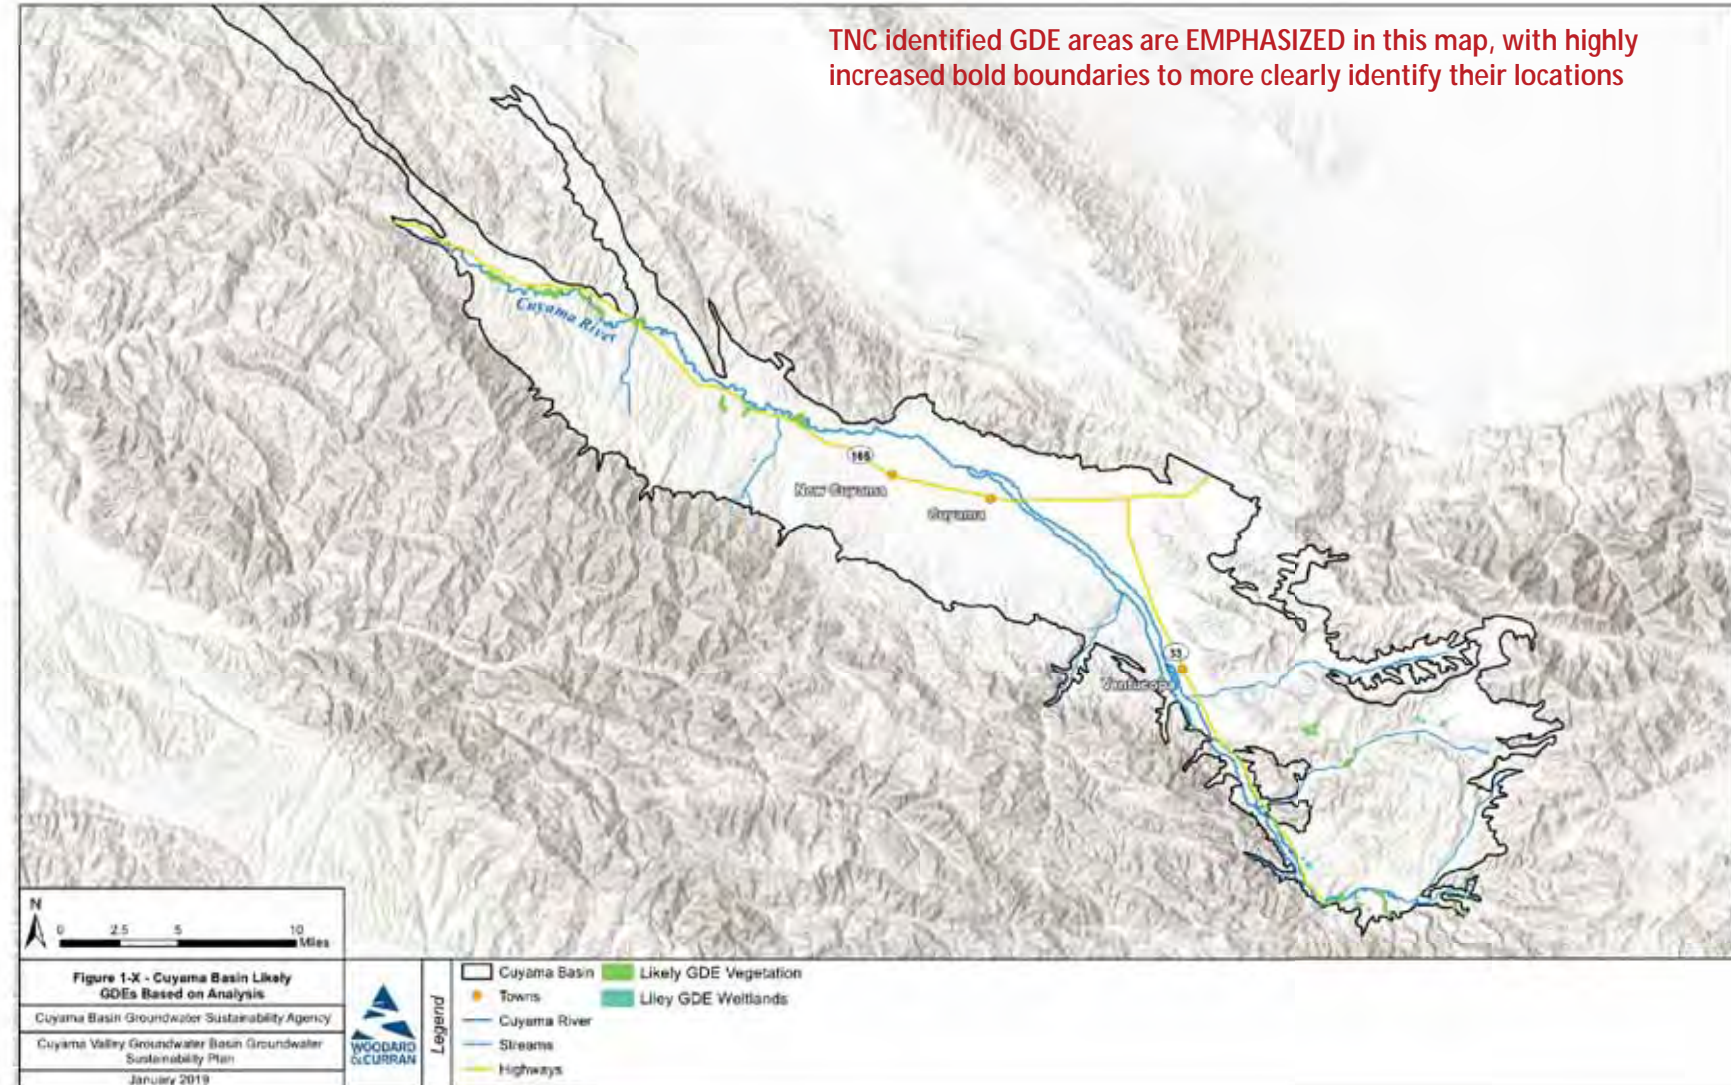 TNC identified GDE areas are EMPHASIZED in this map, with highly
increased bold boundaries to more clearly identify their locations
Cuyama River
166
New Cuyama
Cuyama
33
Ventucopa
N
0 2.5 5 10
Miles
Figure 1-X - Cuyama Basin Likely
GDEs Based on Analysis
Cuyama Basin Groundwater Sustainability Agency
Cuyama Valley Groundwater Basin Groundwater
Sustainability Plan
January 2019
WOODARD
& CURRAN
Legend
Cuyama Basin
Towns
Cuyama River
Streams
Highways
Likely GDE Vegetation
Liley GDE Weltlands